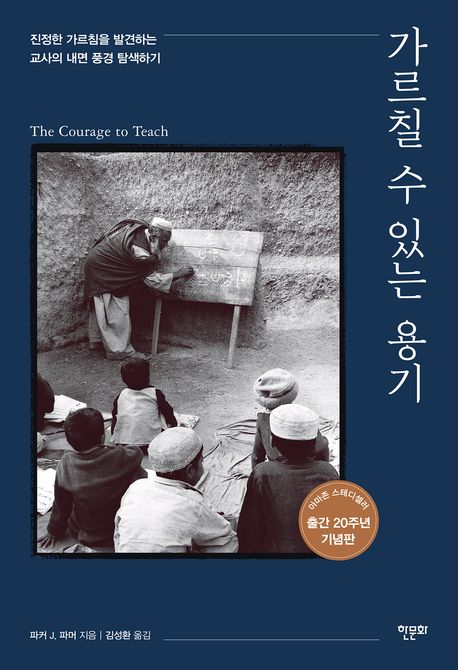 진정한 가르침을 발견하는
교사의 내면 풍경 탐색하기
가르칠 수 있는 용기
The Courage to Teach
아마존 스테디셀러
출간 20주년
기념판
파커 J. 파머 지음 | 김성환 옮김
한문화